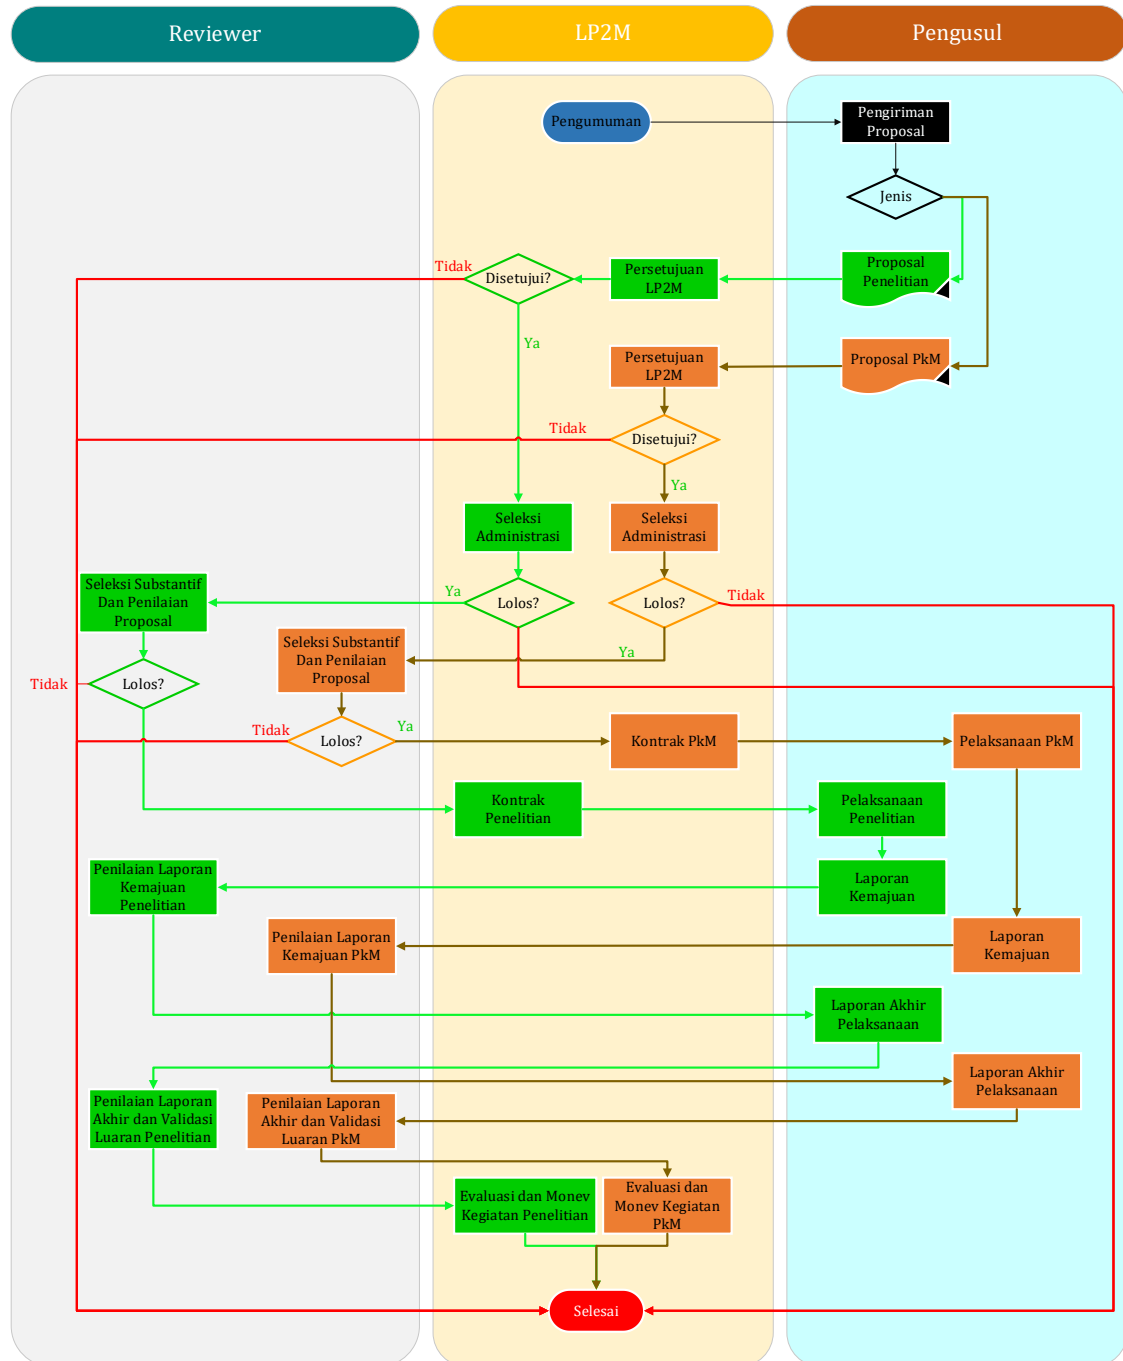 Reviewer
LP2M
Pengusul
Pengumuman
Pengiriman
Proposal
Jenis
Proposal
Penelitian
Persetujuan
LP2M
Disetujui?
Tidak
Ya
Proposal PkM
Persetujuan
LP2M
Disetujui?
Tidak
Ya
Seleksi
Administrasi
Seleksi
Administrasi
Lolos?
Ya
Lolos?
Tidak
Ya
Seleksi Substantif
Dan Penilaian
Proposal
Lolos?
Tidak
Seleksi Substantif
Dan Penilaian
Proposal
Lolos?
Tidak
Ya
Kontrak PkM
Pelaksanaan PkM
Kontrak
Penelitian
Pelaksanaan
Penelitian
Laporan
Kemajuan
Penilaian Laporan
Kemajuan
Penelitian
Laporan
Kemajuan
Penilaian Laporan
Kemajuan PkM
Laporan Akhir
Pelaksanaan
Laporan Akhir
Pelaksanaan
Penilaian Laporan
Akhir dan Validasi
Luaran Penelitian
Penilaian Laporan
Akhir dan Validasi
Luaran PkM
Evaluasi dan Monev
Kegiatan Penelitian
Evaluasi dan
Monev Kegiatan
PkM
Selesai